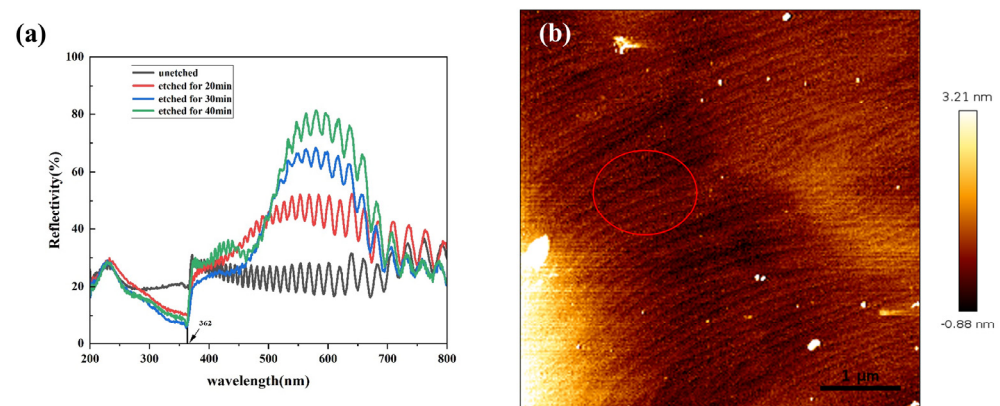 (a)
100
80
60
40
20
0
Reflectivity(%)
unetched
etched for 20min
etched for 30min
etched for 40min
362
200 300 400 500 600 700 800
wavelength(nm)
(b)
1 μm
3.21 nm
-0.88 nm